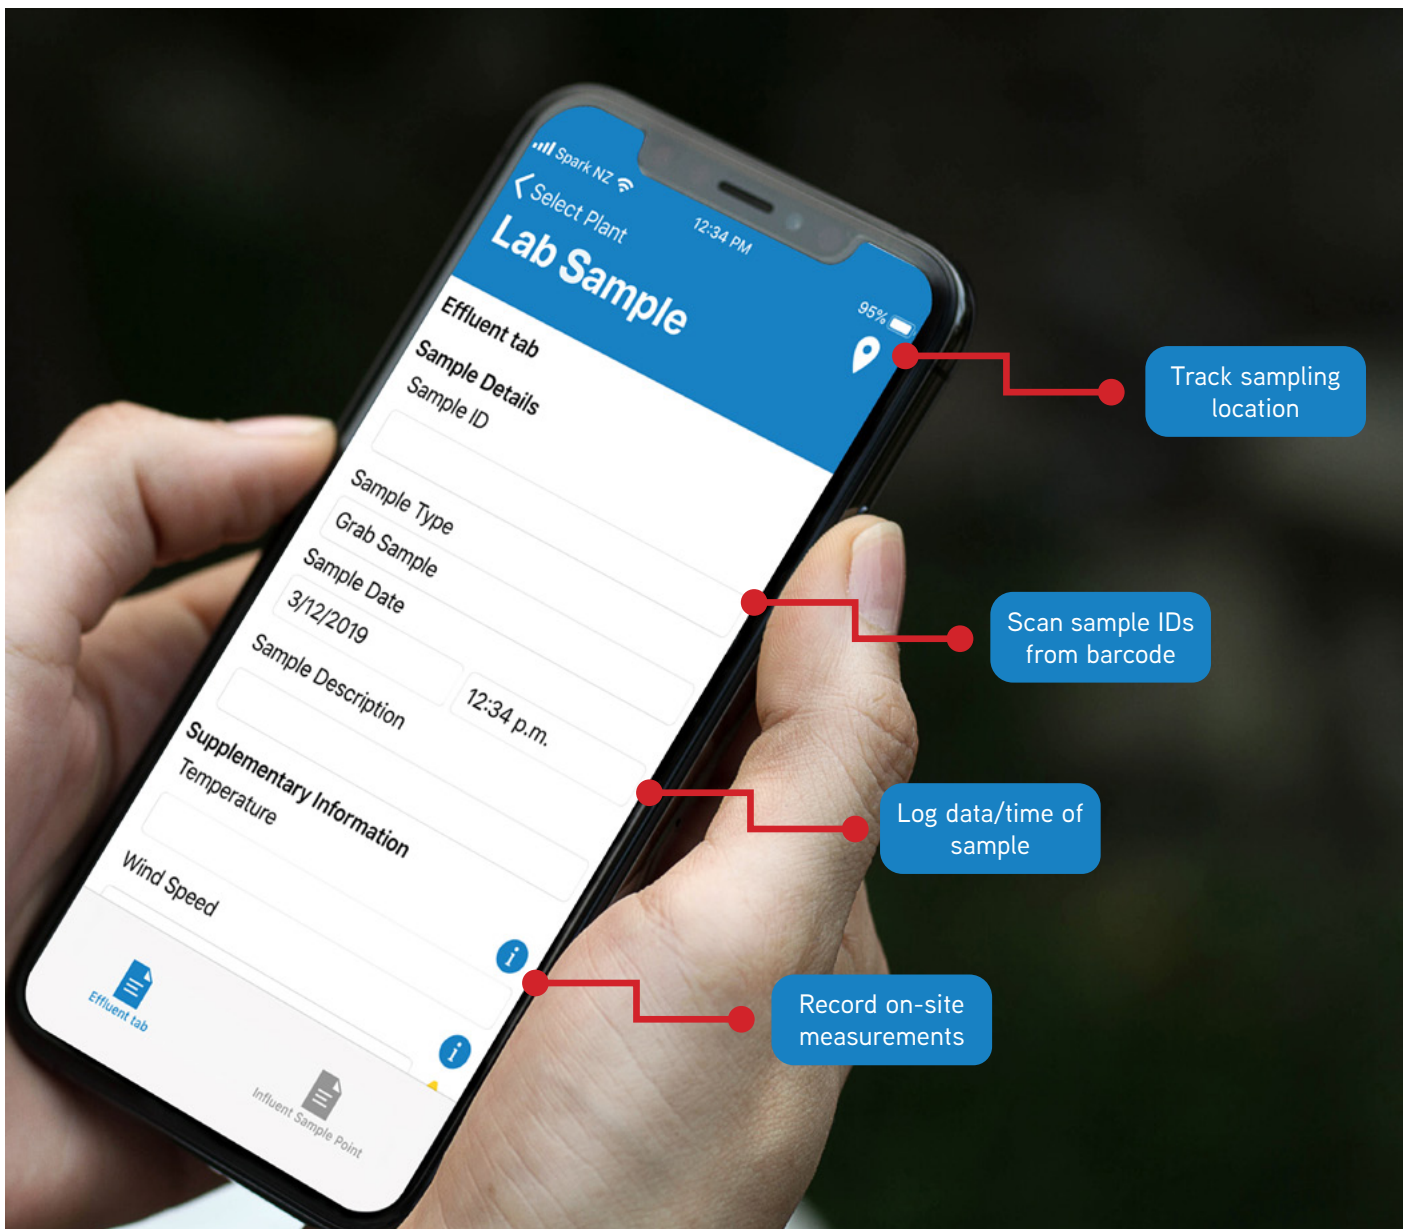 Spark NZ
12:34 PM
95%
Select Plant
Lab Sample
Effluent tab
Sample Details
Sample ID
Sample Type
Grab Sample
Sample Date
3/12/2019
12:34 p.m.
Sample Description
Supplementary Information
Temperature
i
Wind Speed
i
Effluent tab
Influent Sample Point
Track sampling
location
Scan sample IDs
from barcode
Log data/time of
sample
Record on-site
measurements